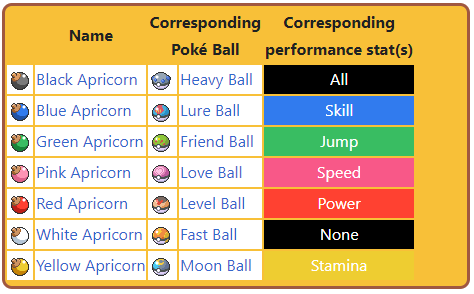 Name Corresponding Poké Ball Corresponding performance stat(s)
Black Apricorn Heavy Ball All
Blue Apricorn Lure Ball Skill
Green Apricorn Friend Ball Jump
Pink Apricorn Love Ball Speed
Red Apricorn Level Ball Power
White Apricorn Fast Ball None
Yellow Apricorn Moon Ball Stamina